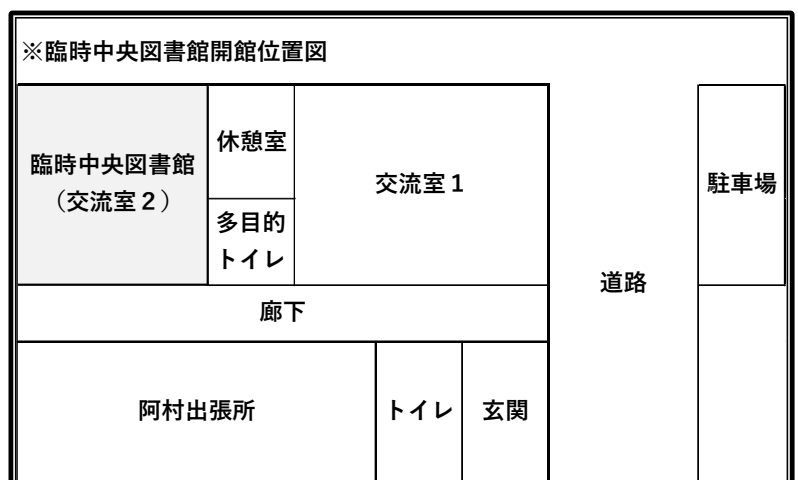 ※臨時中央図書館開館位置図
臨時中央図書館
（交流室２）
休憩室
多目的
トイレ
交流室１
駐車場
道路
廊下
阿村出張所
トイレ
玄関